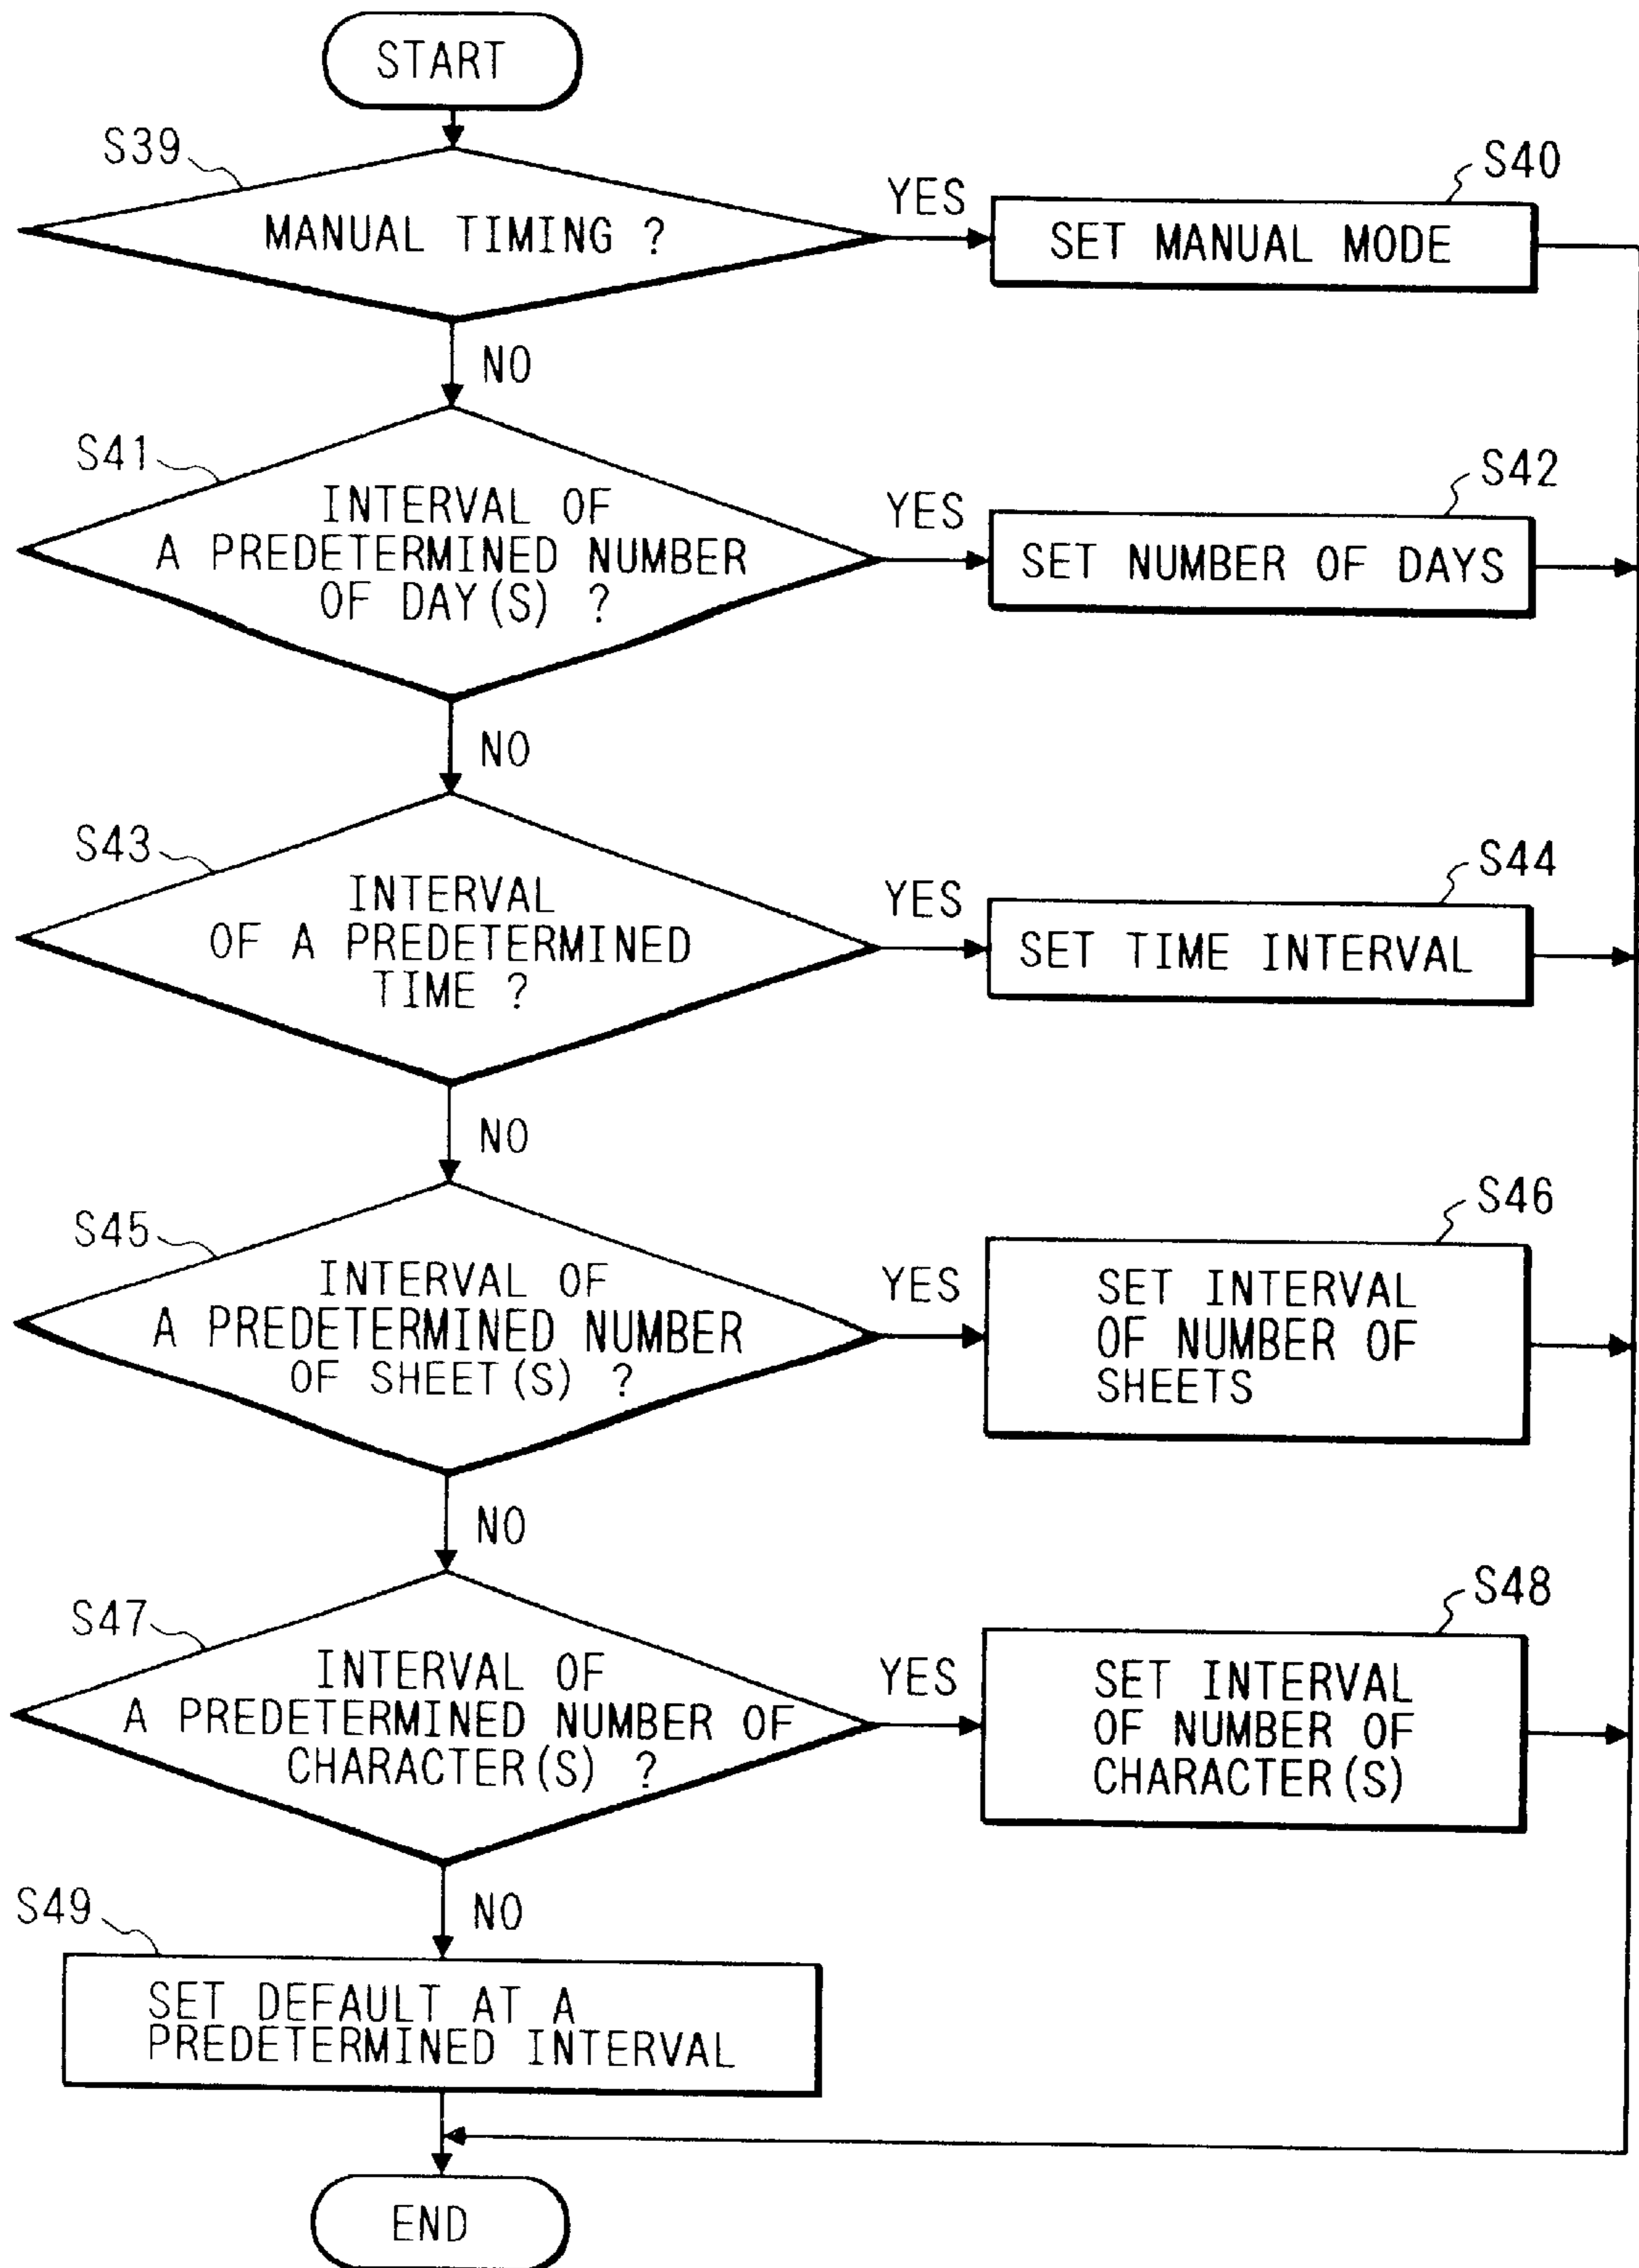 START
S39
MANUAL TIMING ?
YES
S40
SET MANUAL MODE
NO
S41
INTERVAL OF
A PREDETERMINED NUMBER
OF DAY(S) ?
YES
S42
SET NUMBER OF DAYS
NO
S43
INTERVAL
OF A PREDETERMINED
TIME ?
YES
S44
SET TIME INTERVAL
NO
S45
INTERVAL OF
A PREDETERMINED NUMBER
OF SHEET(S) ?
YES
S46
SET INTERVAL
OF NUMBER OF
SHEETS
NO
S47
INTERVAL OF
A PREDETERMINED NUMBER OF
CHARACTER(S) ?
YES
S48
SET INTERVAL
OF NUMBER OF
CHARACTER(S)
NO
S49
SET DEFAULT AT A
PREDETERMINED INTERVAL
END